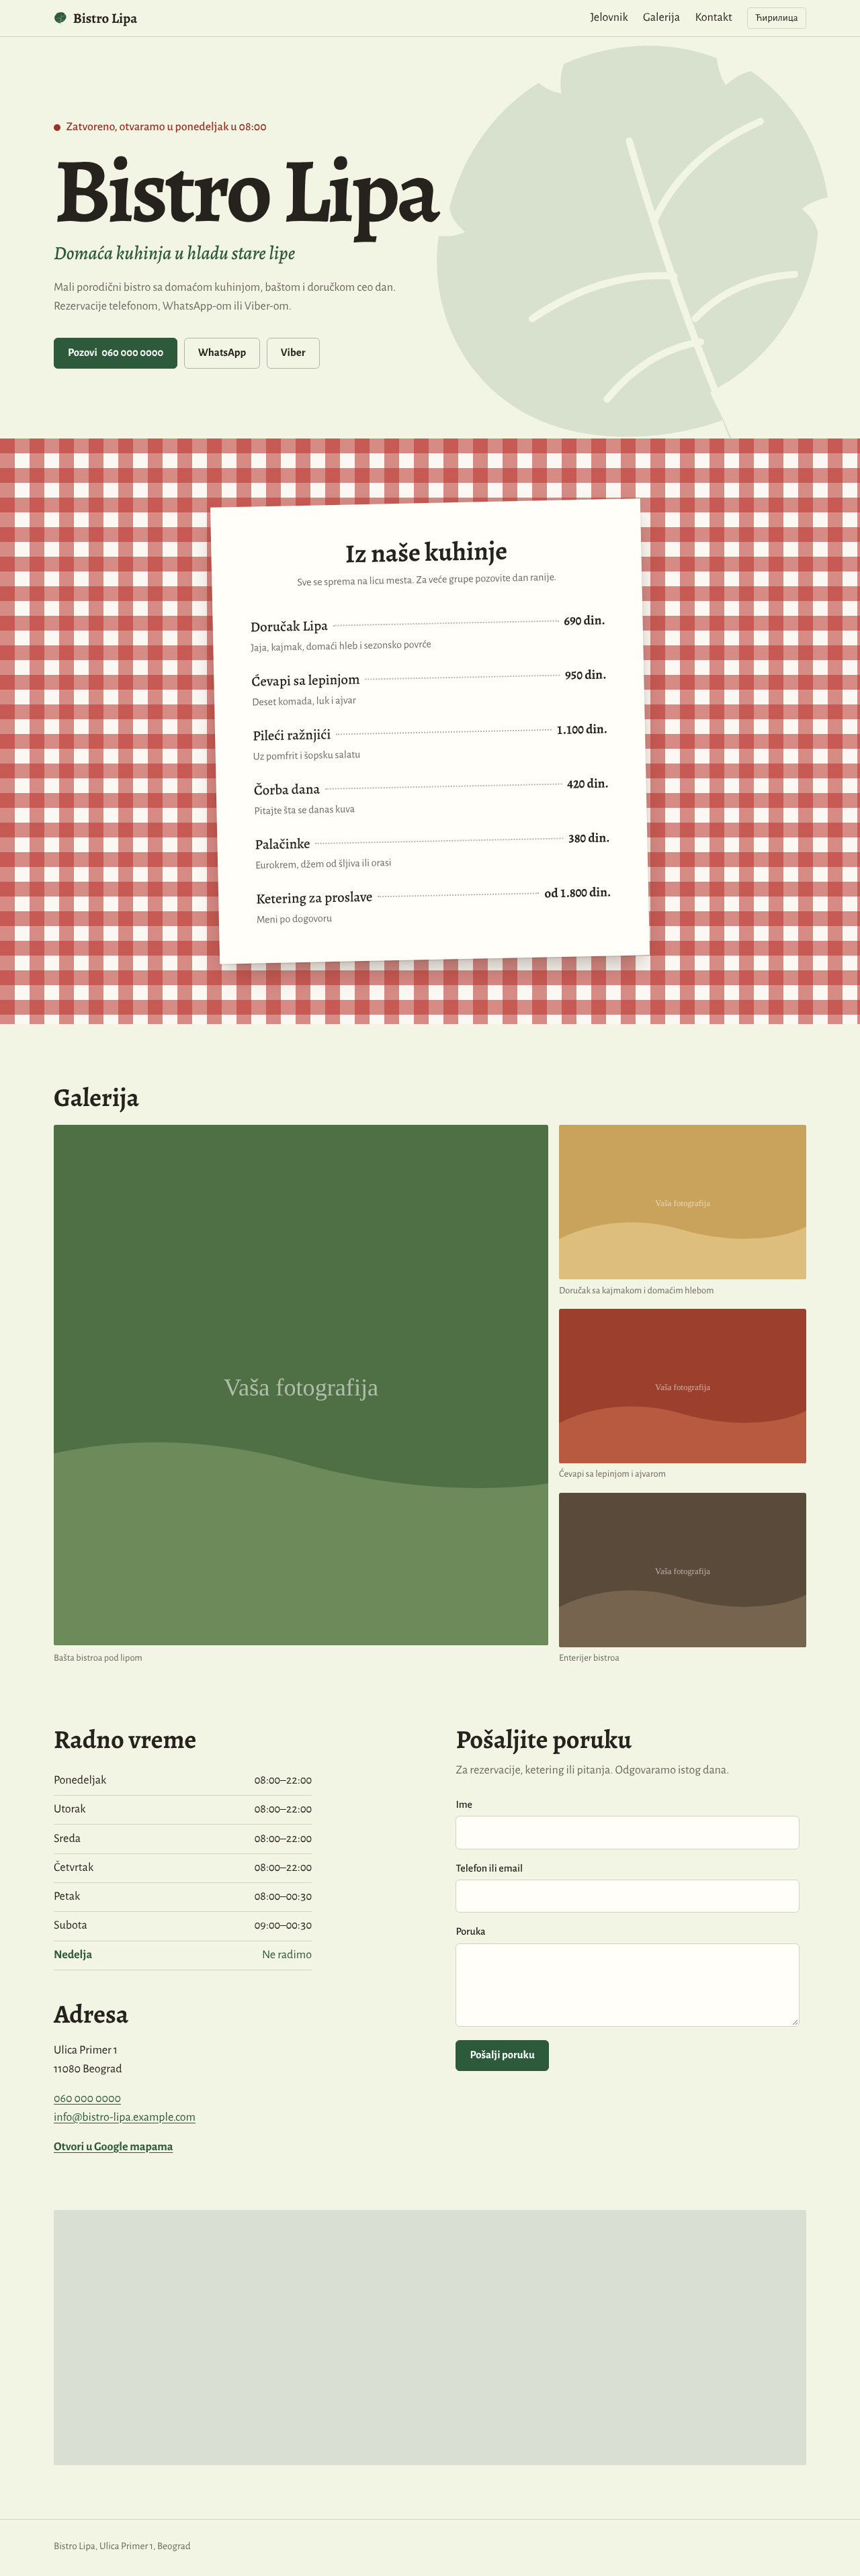 Bistro Lipa
Jelovnik Galerija Kontakt Ћирилица
Zatvoreno, otvaramo u ponedeljak u 08:00
Bistro Lipa
Domaća kuhinja u hladu stare lipe
Mali porodični bistro sa domaćom kuhinjom, baštom i doručkom ceo dan.
Rezervacije telefonom, WhatsApp-om ili Viber-om.
Pozovi 060 000 0000 WhatsApp Viber
Iz naše kuhinje
Sve se sprema na licu mesta. Za veće grupe pozovite dan ranije.
Doručak Lipa 690 din.
Jaja, kajmak, domaći hleb i sezonsko povrće
Ćevapi sa lepinjom 950 din.
Deset komada, luk i ajvar
Pileći ražnjići 1.100 din.
Uz pomfrit i šopsku salatu
Čorba dana 420 din.
Pitajte šta se danas kuva
Palačinke 380 din.
Eurokrem, džem od šljiva ili orasi
Ketering za proslave od 1.800 din.
Meni po dogovoru
Galerija
Vaša fotografija
Bašta bistroa pod lipom
Vaša fotografija
Doručak sa kajmakom i domaćim hlebom
Vaša fotografija
Ćevapi sa lepinjom i ajvarom
Vaša fotografija
Enterijer bistroa
Radno vreme
Ponedeljak 08:00–22:00
Utorak 08:00–22:00
Sreda 08:00–22:00
Četvrtak 08:00–22:00
Petak 08:00–00:30
Subota 09:00–00:30
Nedelja Ne radimo
Adresa
Ulica Primer 1
11080 Beograd
060 000 0000
info@bistro-lipa.example.com
Otvori u Google mapama
Pošaljite poruku
Za rezervacije, ketering ili pitanja. Odgovaramo istog dana.
Ime
Telefon ili email
Poruka
Pošalji poruku
Bistro Lipa, Ulica Primer 1, Beograd